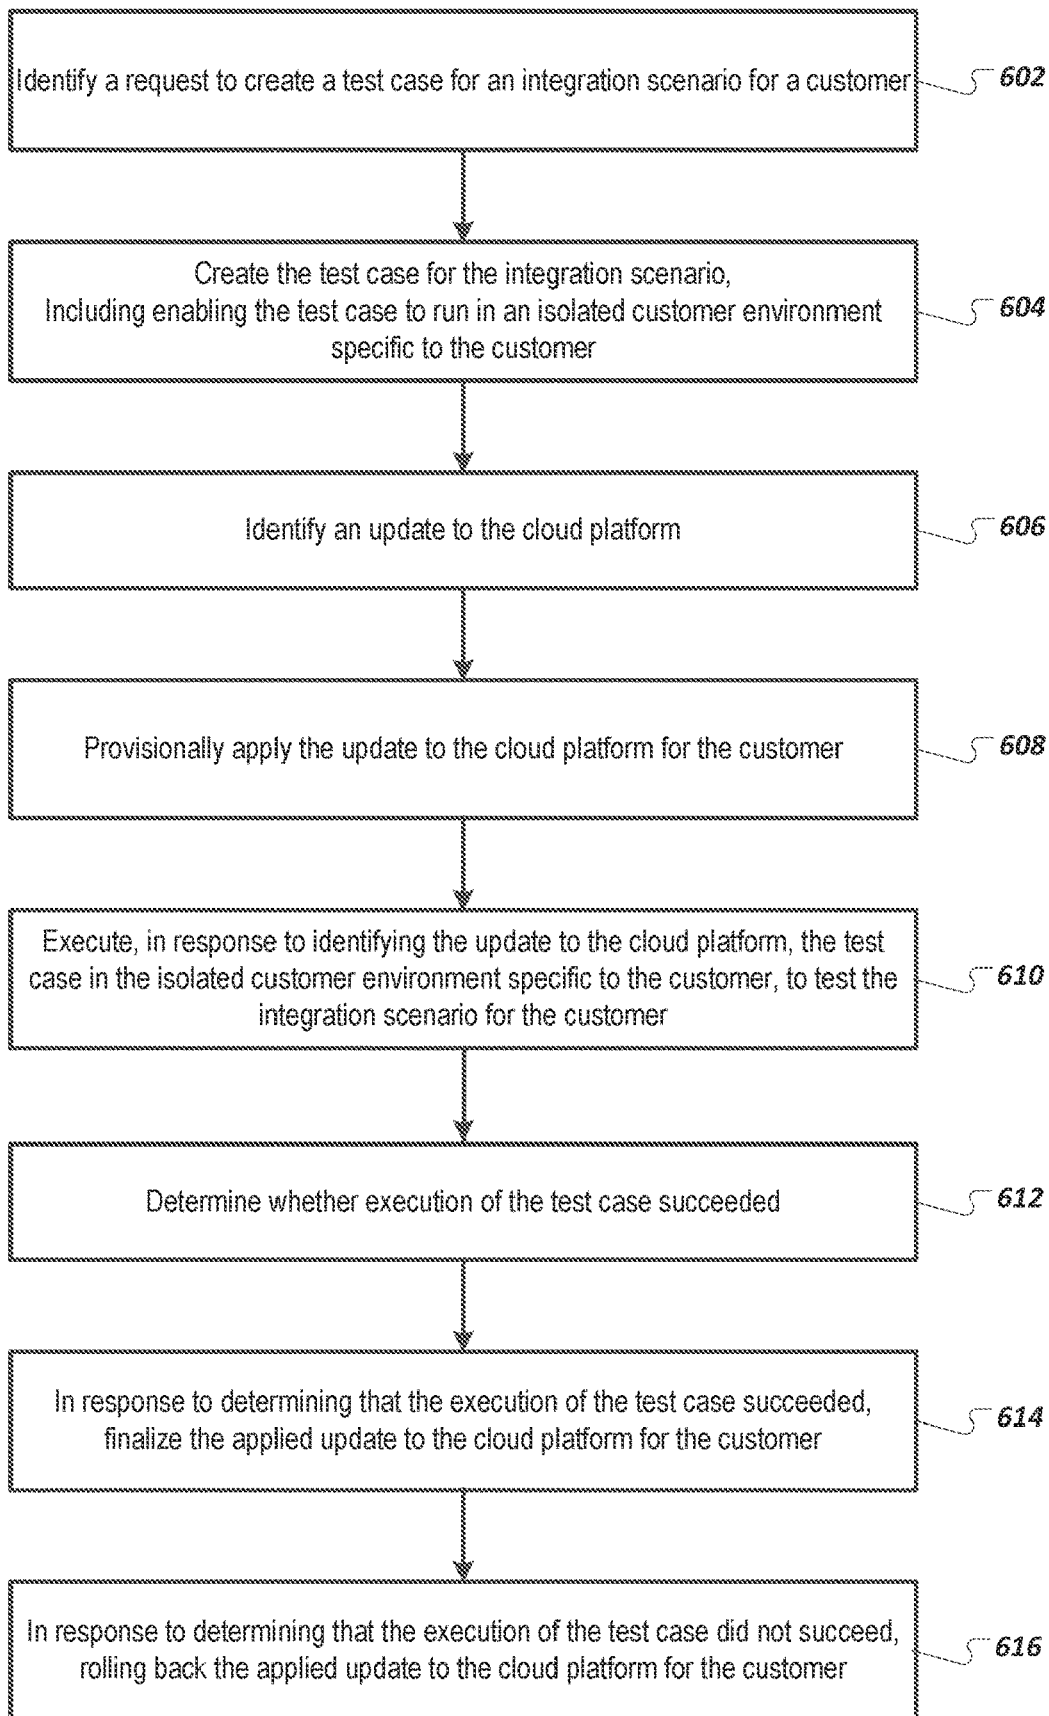 Identify a request to create a test case for an integration scenario for a customer
602
Create the test case for the integration scenario,
Including enabling the test case to run in an isolated customer environment
specific to the customer
604
Identify an update to the cloud platform
606
Provisionally apply the update to the cloud platform for the customer
608
Execute, in response to identifying the update to the cloud platform, the test
case in the isolated customer environment specific to the customer, to test the
integration scenario for the customer
610
Determine whether execution of the test case succeeded
612
In response to determining that the execution of the test case succeeded,
finalize the applied update to the cloud platform for the customer
614
In response to determining that the execution of the test case did not succeed,
rolling back the applied update to the cloud platform for the customer
616